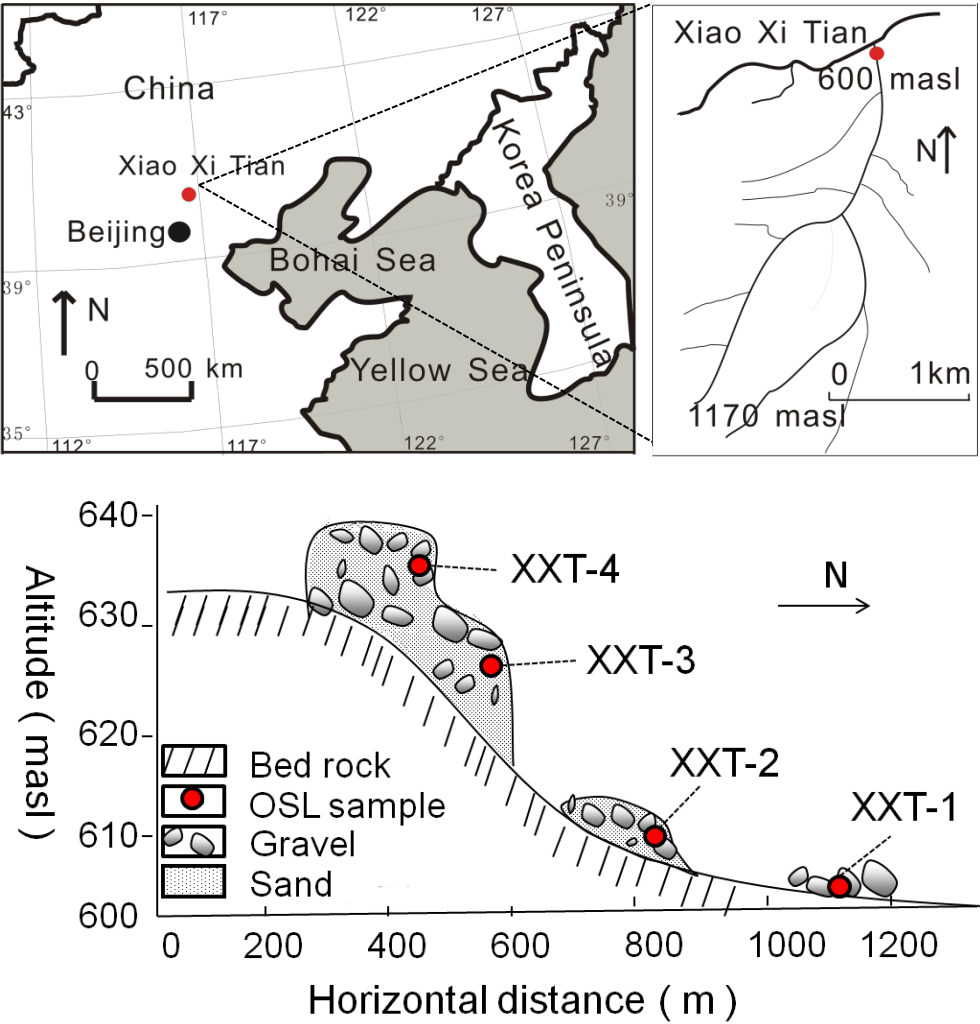 117° 122° 127°
China
43°
Xiao Xi Tian
Beijing
39°
Korea Peninsula
Bohai Sea
39°
N
0 500 km
Yellow Sea
35°
112° 117° 122° 127°
Xiao Xi Tian
600 masl
N
0 1km
1170 masl
640
630
620
610
600
Altitude ( masl )
XXT-4
N
XXT-3
XXT-2
XXT-1
Bed rock
OSL sample
Gravel
Sand
0 200 400 600 800 1000 1200
Horizontal distance ( m )